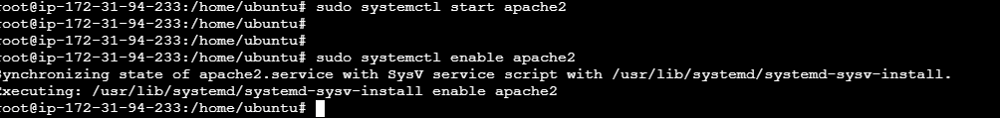 root@ip-172-31-94-233:/home/ubuntu# sudo systemctl start apache2
root@ip-172-31-94-233:/home/ubuntu#
root@ip-172-31-94-233:/home/ubuntu#
root@ip-172-31-94-233:/home/ubuntu# sudo systemctl enable apache2
Synchronizing state of apache2.service with SysV service script with /usr/lib/systemd/systemd-sysv-install.
Executing: /usr/lib/systemd/systemd-sysv-install enable apache2
root@ip-172-31-94-233:/home/ubuntu#